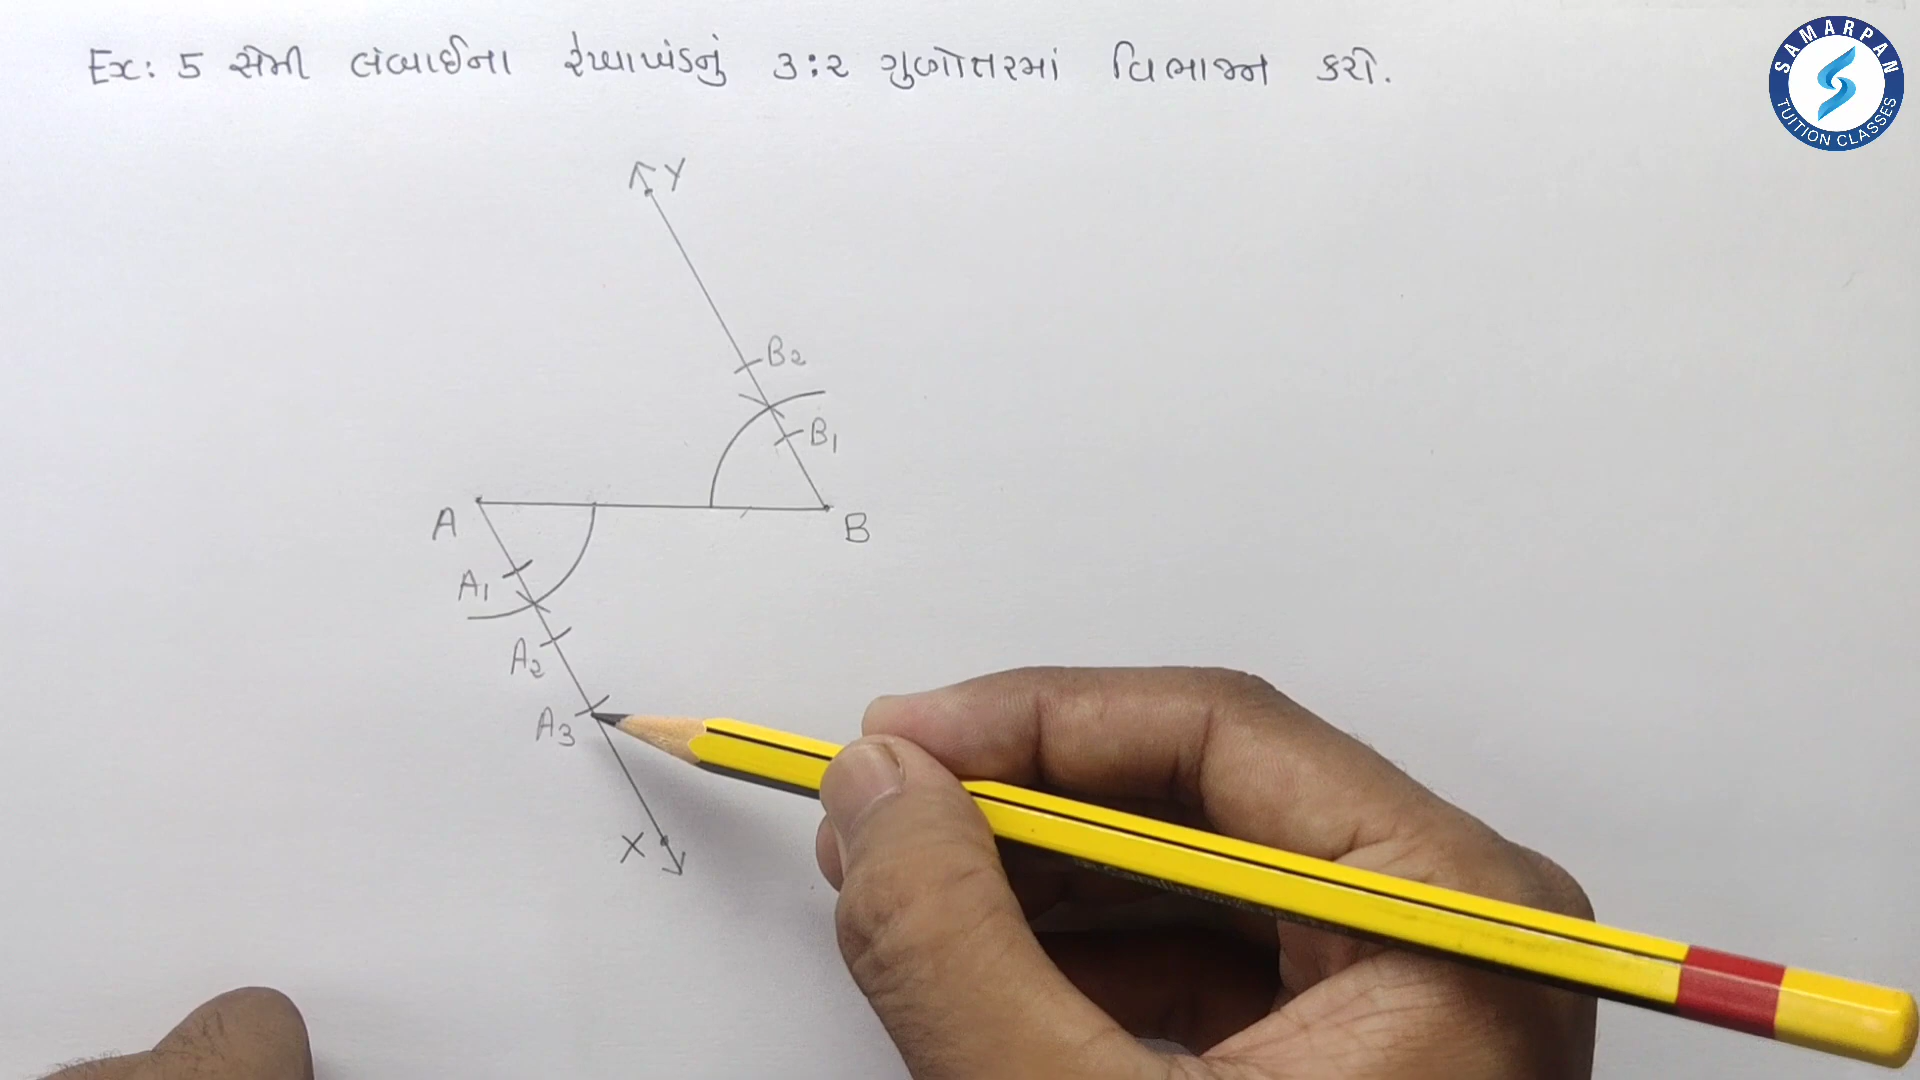 Ex: 5 સેમી લંબાઈના રેખાખંડનું ૩:૨ ગુણોત્તરમાં વિભાજન કરો.
SAMARPAN
TUITION CLASSES
Y
B₂
B₁
A
B
A₁
A₂
A₃
X